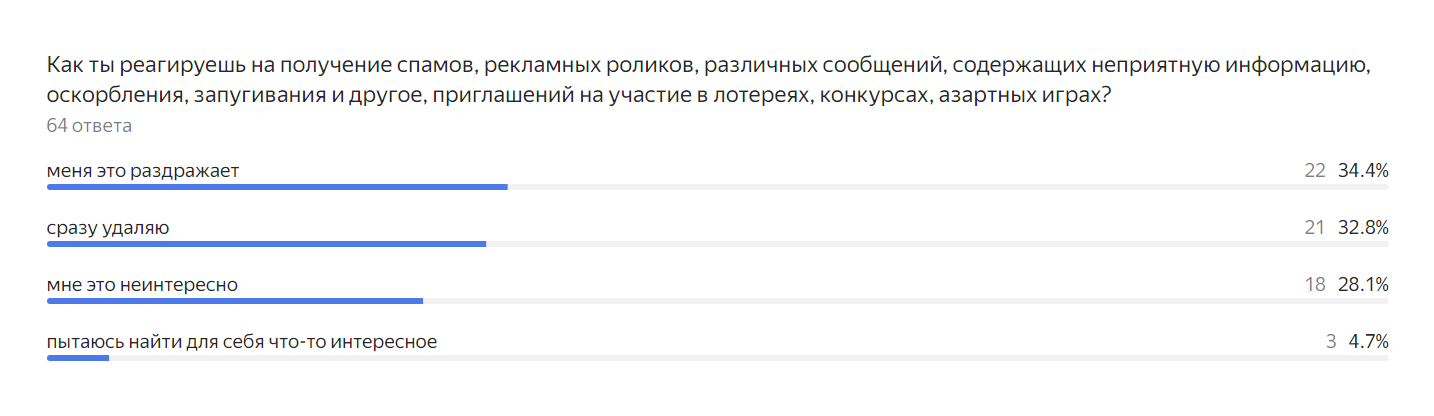 Как ты реагируешь на получение спамов, рекламных роликов, различных сообщений, содержащих неприятную информацию,
оскорбления, запугивания и другое, приглашений на участие в лотереях, конкурсах, азартных играх?
64 ответа
меня это раздражает 22 34.4%
сразу удаляю 21 32.8%
мне это неинтересно 18 28.1%
пытаюсь найти для себя что-то интересное 3 4.7%